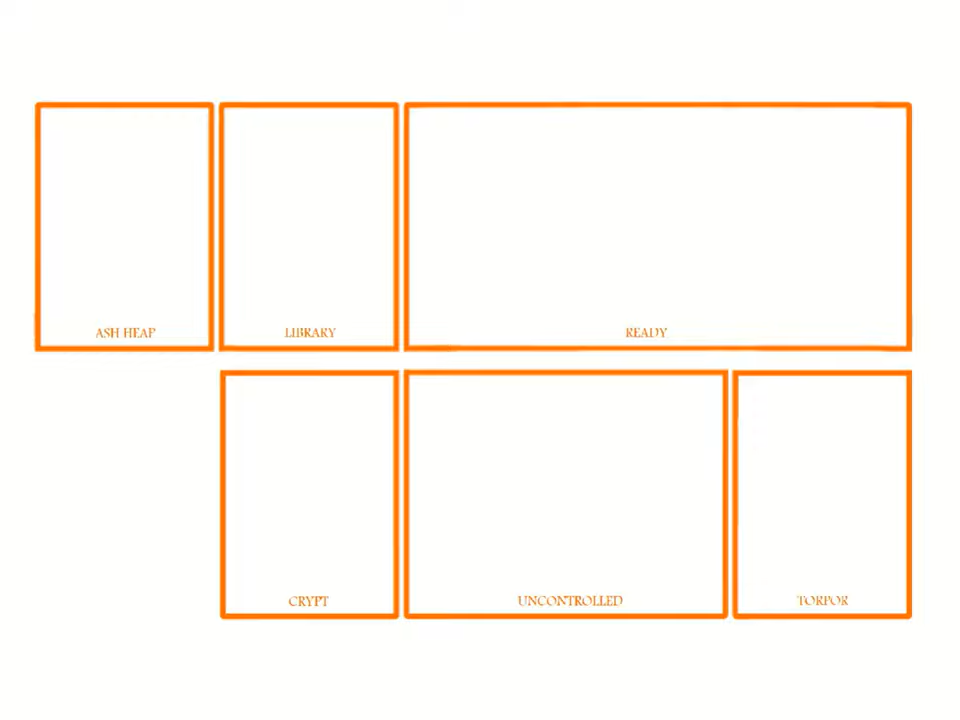 ASH HEAP
LIBRARY
READY
CRYPT
UNCONTROLLED
TORPOR